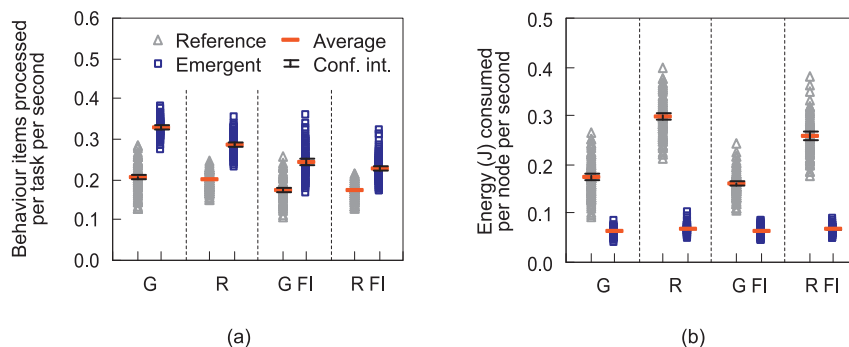 Behaviour items processed
per task per second
0.6
0.5
0.4
0.3
0.2
0.1
0.0
Reference
Average
Emergent
Conf. int.
G
R
G FI
R FI
(a)
Energy (J) consumed
per node per second
0.5
0.4
0.3
0.2
0.1
0.0
G
R
G FI
R FI
(b)